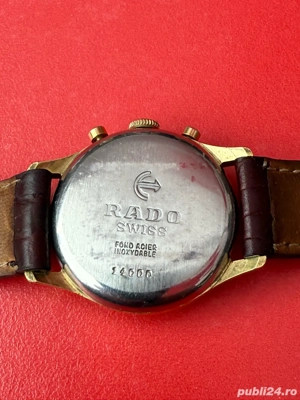 RADO
SWISS
FOND ACIER
INOXYDABLE
publi24.ro